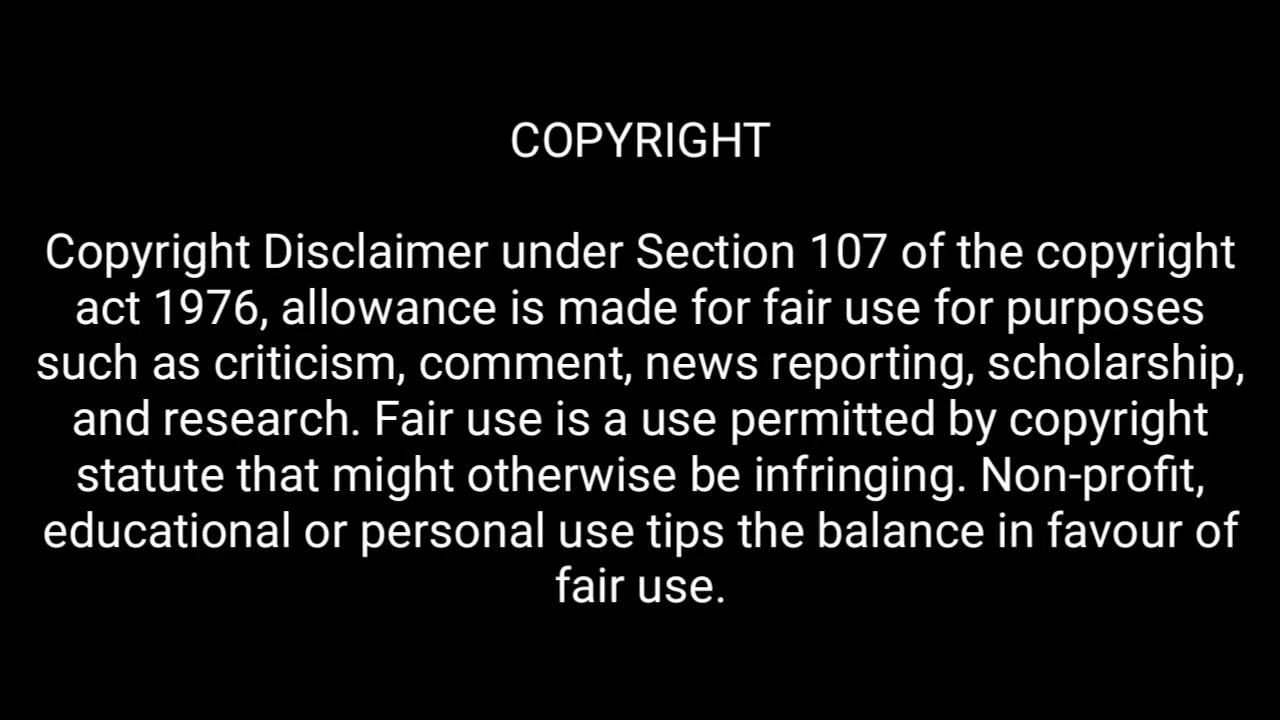 COPYRIGHT
Copyright Disclaimer under Section 107 of the copyright
act 1976, allowance is made for fair use for purposes
such as criticism, comment, news reporting, scholarship,
and research. Fair use is a use permitted by copyright
statute that might otherwise be infringing. Non-profit,
educational or personal use tips the balance in favour of
fair use.